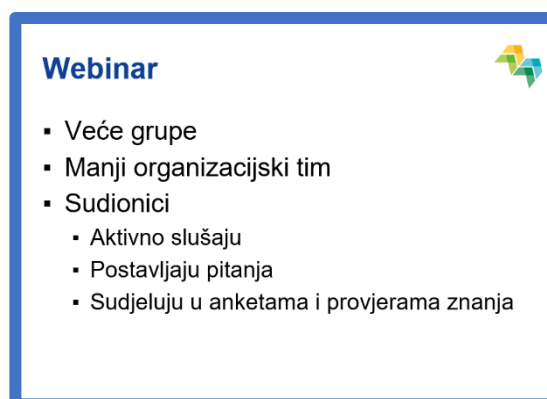 Webinar
▪ Veće grupe
▪ Manji organizacijski tim
▪ Sudionici
▪ Aktivno slušaju
▪ Postavljaju pitanja
▪ Sudjeluju u anketama i provjerama znanja